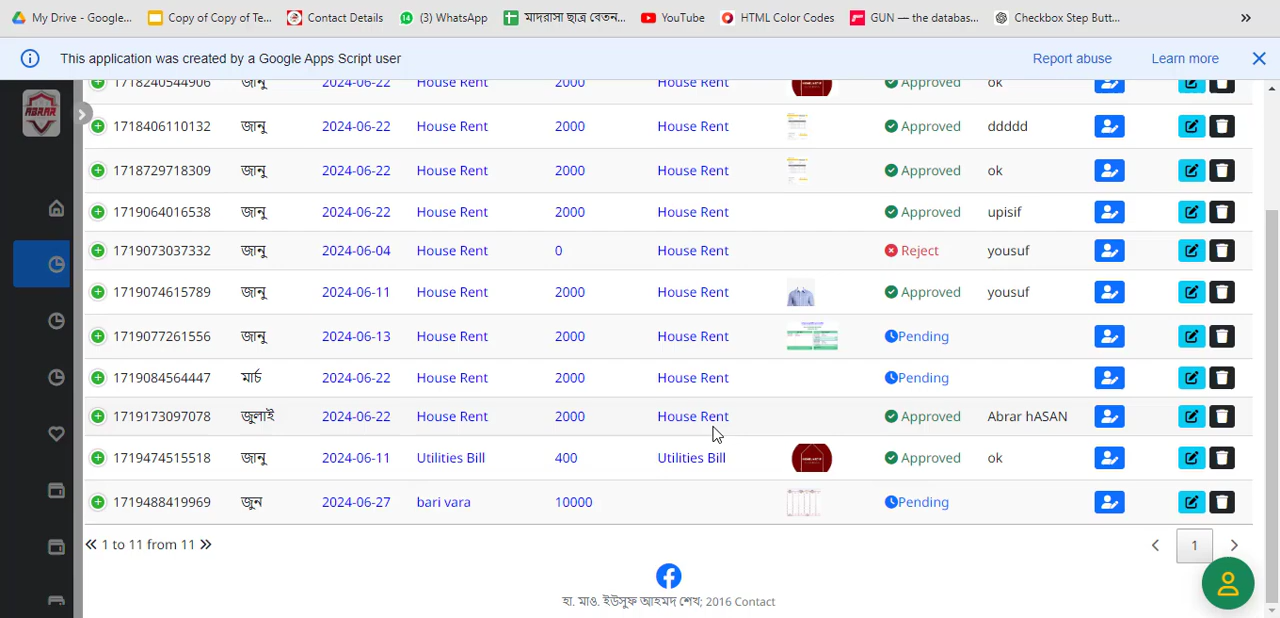 My Drive - Google... Copy of Copy of Te... Contact Details (3) WhatsApp মাদরাসা ছাত্র বেতন... YouTube HTML Color Codes GUN — the databas... Checkbox Step Butt...
This application was created by a Google Apps Script user Report abuse Learn more
ABRAR
1718240544906 জানু 2024-06-22 House Rent 2000 House Rent Approved ok
1718406110132 জানু 2024-06-22 House Rent 2000 House Rent Approved ddddd
1718729718309 জানু 2024-06-22 House Rent 2000 House Rent Approved ok
1719064016538 জানু 2024-06-22 House Rent 2000 House Rent Approved upisif
1719073037332 জানু 2024-06-04 House Rent 0 House Rent Reject yousuf
1719074615789 জানু 2024-06-11 House Rent 2000 House Rent Approved yousuf
1719077261556 জানু 2024-06-13 House Rent 2000 House Rent Pending
1719084564447 মার্চ 2024-06-22 House Rent 2000 House Rent Pending
1719173097078 জুলাই 2024-06-22 House Rent 2000 House Rent Approved Abrar hASAN
1719474515518 জানু 2024-06-11 Utilities Bill 400 Utilities Bill Approved ok
1719488419969 জুন 2024-06-27 bari vara 10000 Pending
1 to 11 from 11 1
হা. মাও. ইউসুফ আহমদ শেখ; 2016 Contact